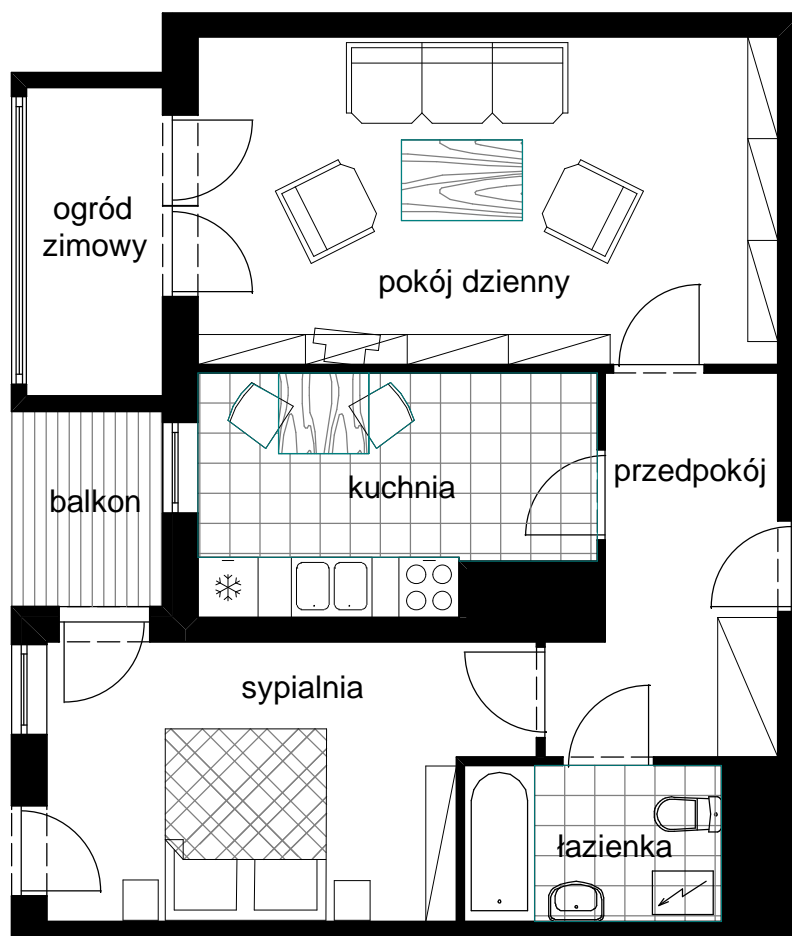 ogród
zimowy
pokój dzienny
balkon
kuchnia
przedpokój
sypialnia
łazienka